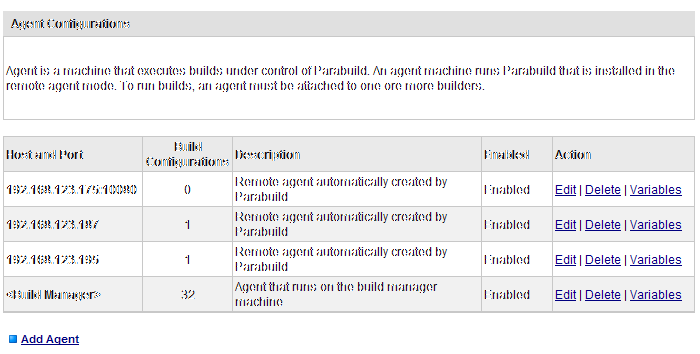 Agent Configurations
Agent is a machine that executes builds under control of Parabuild. An agent machine runs Parabuild that is installed in the
remote agent mode. To run builds, an agent must be attached to one ore more builders.
Host and Port Build Configurations Description Enabled Action
192.168.123.175:10080 0 Remote agent automatically created by Parabuild Enabled Edit | Delete | Variables
192.168.123.187 1 Remote agent automatically created by Parabuild Enabled Edit | Delete | Variables
192.168.123.195 1 Remote agent automatically created by Parabuild Enabled Edit | Delete | Variables
<Build Manager> 32 Agent that runs on the build manager machine Enabled Edit | Delete | Variables
Add Agent